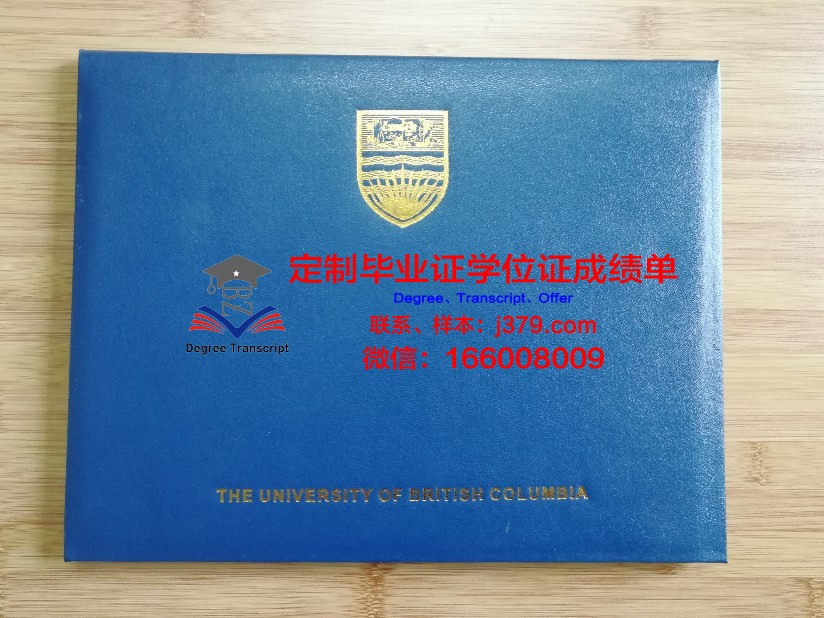 定制毕业证学位证成绩单
Degree、Transcript、Offer
联系、样本：j379.com
微信：166008009
BZ
Degree Transcript
THE UNIVERSITY OF BRITISH COLUMBIA